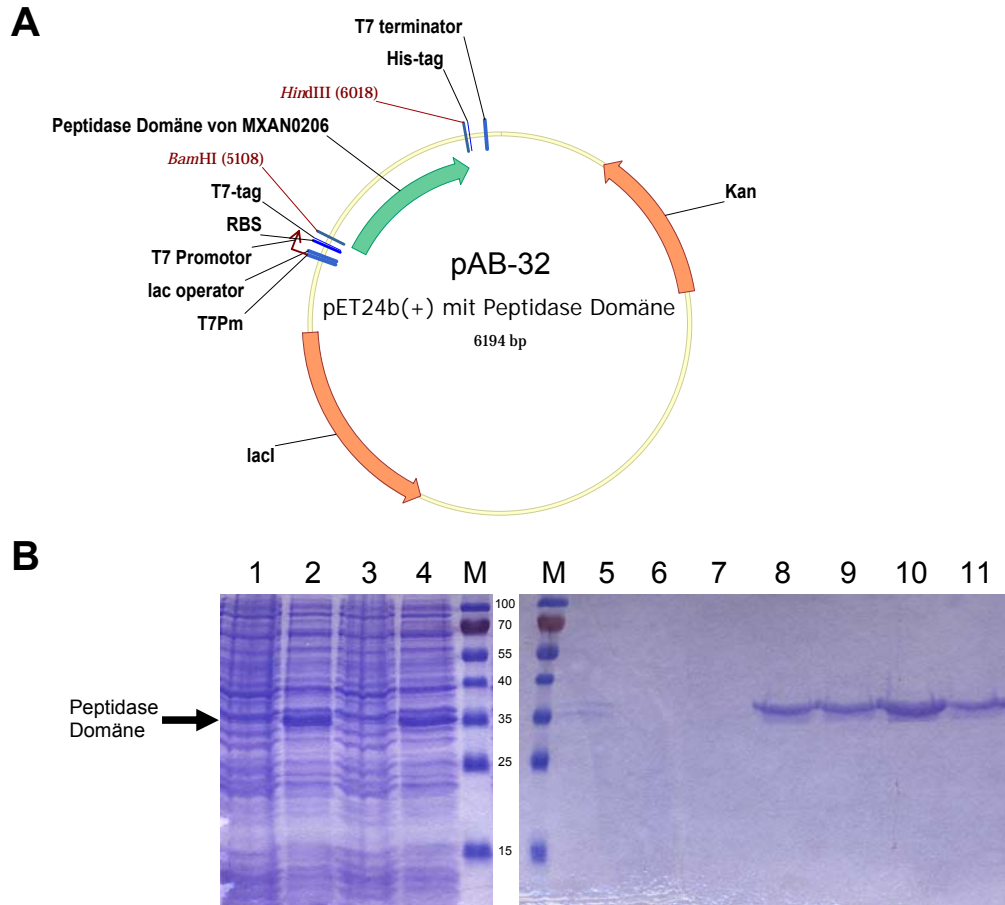 A
T7 terminator
His-tag
HindIII (6018)
Peptidase Domäne von MXAN0206
BamHI (5108)
T7-tag
RBS
T7 Promotor
lac operator
T7Pm
Kan
pAB-32
pET24b(+) mit Peptidase Domäne
6194 bp
lacI
B
1 2 3 4 M M 5 6 7 8 9 10 11
100
70
55
40
35
25
15
Peptidase
Domäne